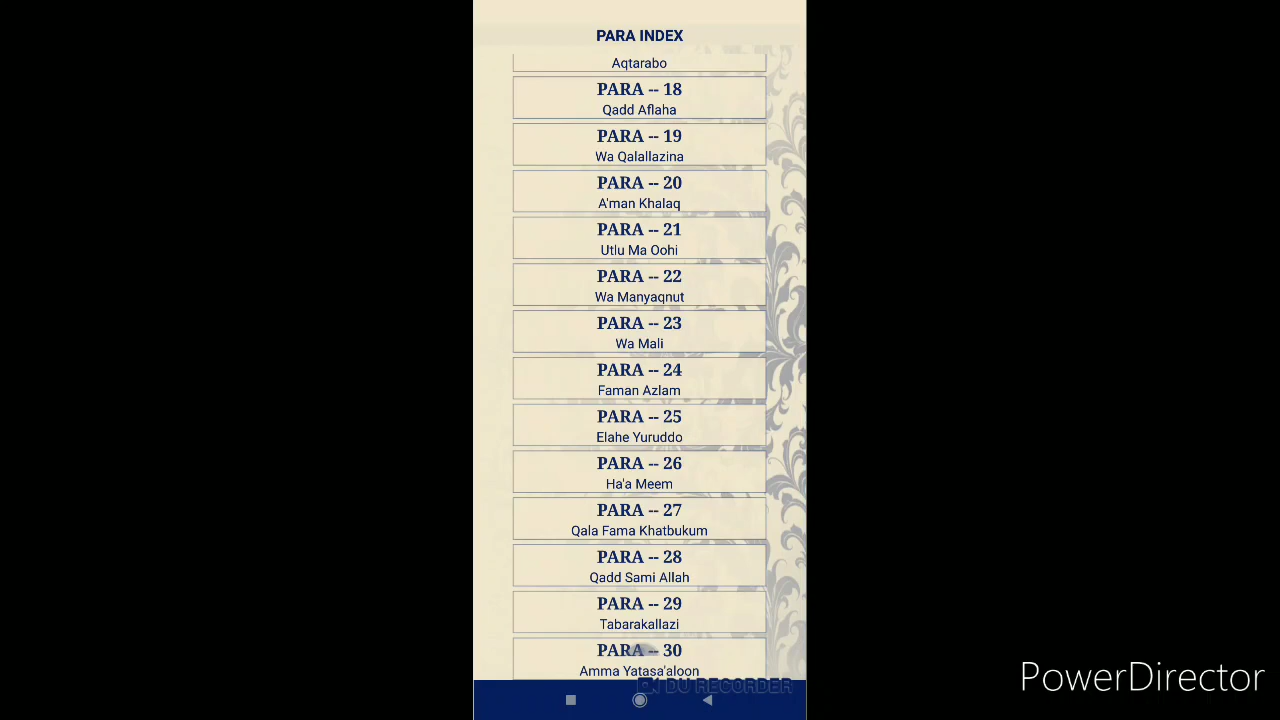 PARA INDEX
Aqtarabo
PARA -- 18
Qadd Aflaha
PARA -- 19
Wa Qalallazina
PARA -- 20
A'man Khalaq
PARA -- 21
Utlu Ma Oohi
PARA -- 22
Wa Manyaqnut
PARA -- 23
Wa Mali
PARA -- 24
Faman Azlam
PARA -- 25
Elahe Yuruddo
PARA -- 26
Ha'a Meem
PARA -- 27
Qala Fama Khatbukum
PARA -- 28
Qadd Sami Allah
PARA -- 29
Tabarakallazi
PARA -- 30
Amma Yatasa'aloon
DU RECORDER
PowerDirector